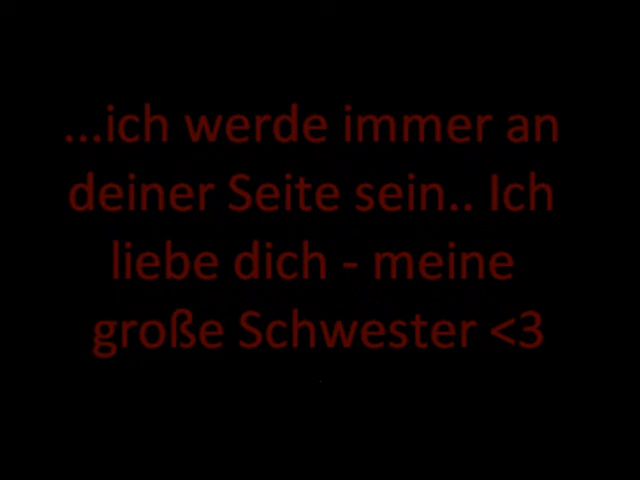 ...ich werde immer an
deiner Seite sein.. Ich
liebe dich - meine
große Schwester <3